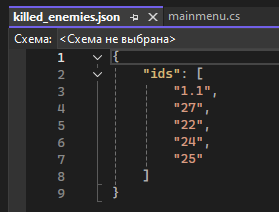 killed_enemies.json mainmenu.cs
Схема: <Схема не выбрана>
1 {
2 "ids": [
3 "1.1",
4 "27",
5 "22",
6 "24",
7 "25"
8 ]
9 }